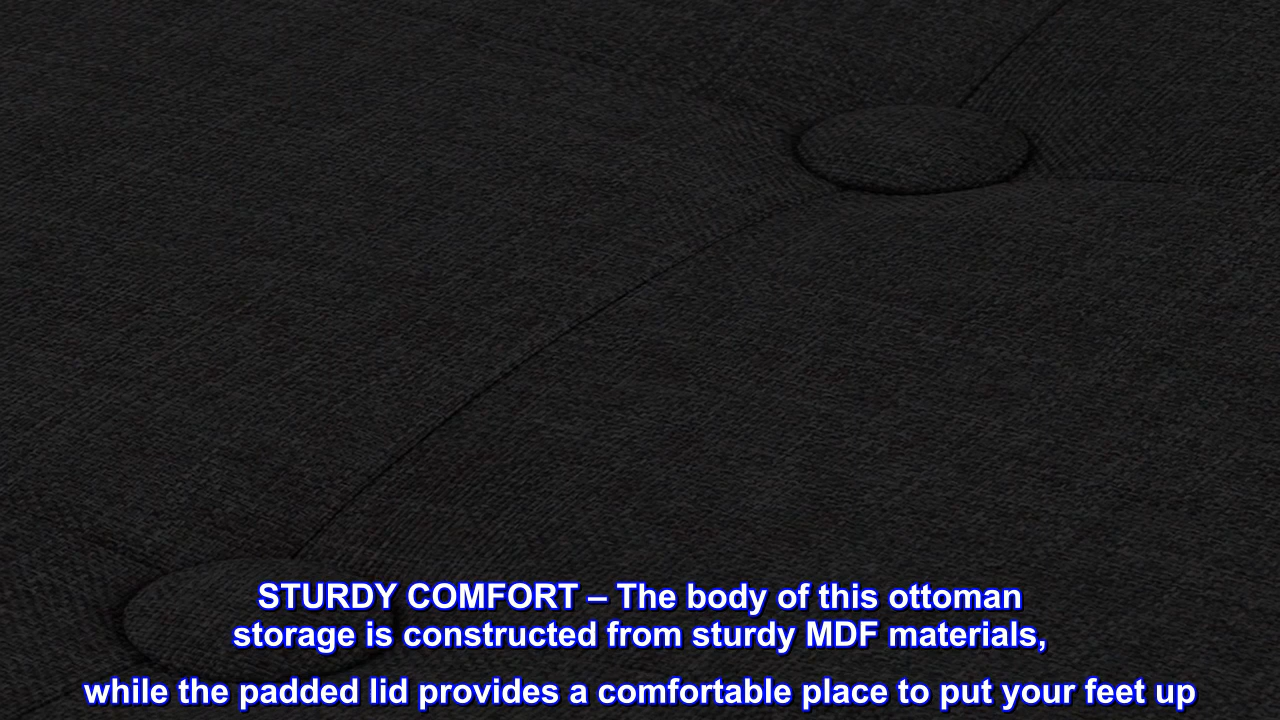 STURDY COMFORT – The body of this ottoman
storage is constructed from sturdy MDF materials,
while the padded lid provides a comfortable place to put your feet up